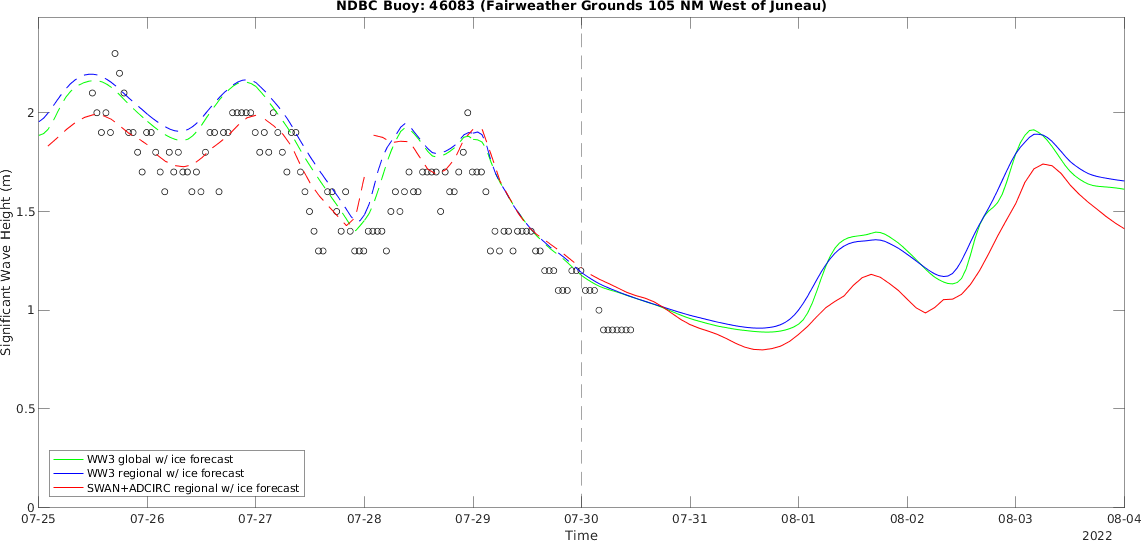 NDBC Buoy: 46083 (Fairweather Grounds 105 NM West of Juneau)
Significant Wave Height (m)
2
1.5
1
0.5
0
WW3 global w/ ice forecast
WW3 regional w/ ice forecast
SWAN+ADCIRC regional w/ ice forecast
07-25 07-26 07-27 07-28 07-29 07-30 07-31 08-01 08-02 08-03 08-04
Time
2022